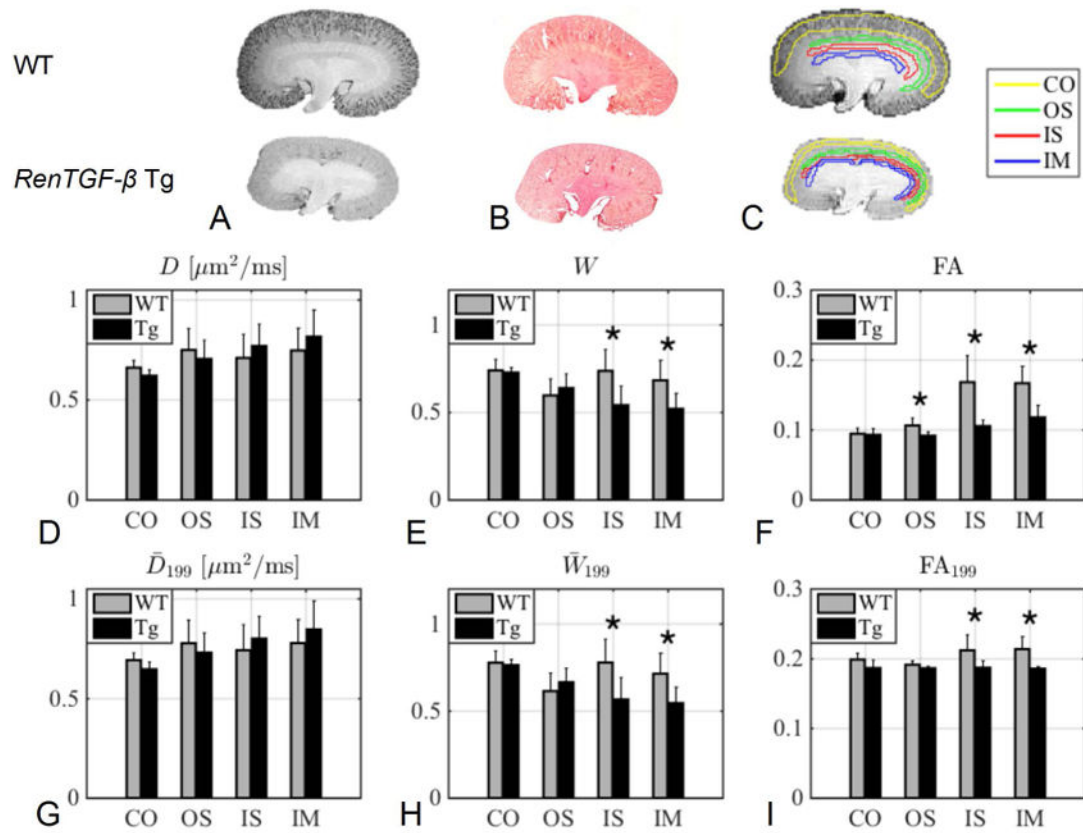 WT
RenTGF-β Tg
A
B
C
CO
OS
IS
IM
D [μm²/ms]
W
FA
1
0.5
0
WT
Tg
CO OS IS IM
D
1
0.5
0
WT
Tg
★ ★
CO OS IS IM
E
0.3
0.2
0.1
0
WT
Tg
★ ★ ★
CO OS IS IM
F
D̄₁₉₉ [μm²/ms]
W̄₁₉₉
FA₁₉₉
1
0.5
0
WT
Tg
CO OS IS IM
G
1
0.5
0
WT
Tg
★ ★
CO OS IS IM
H
0.3
0.2
0.1
0
WT
Tg
★ ★
CO OS IS IM
I